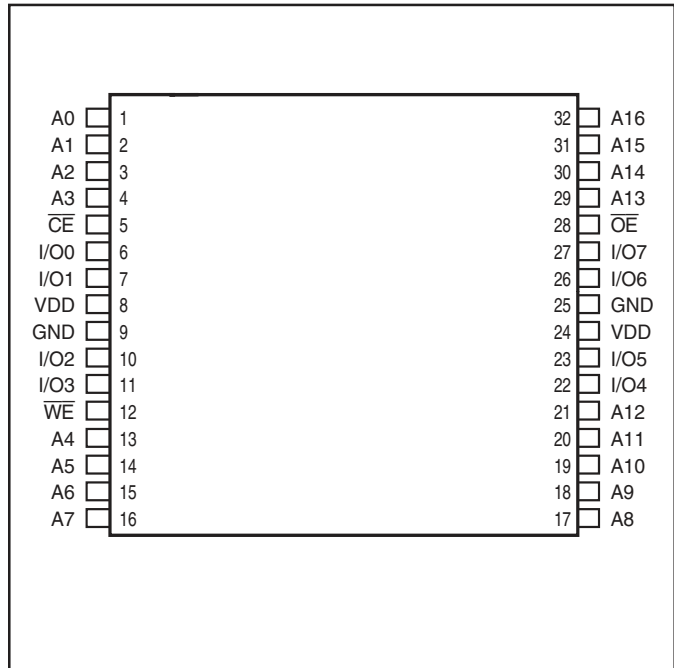 A0 1 32 A16
A1 2 31 A15
A2 3 30 A14
A3 4 29 A13
C̅E̅ 5 28 O̅E̅
I/O0 6 27 I/O7
I/O1 7 26 I/O6
VDD 8 25 GND
GND 9 24 VDD
I/O2 10 23 I/O5
I/O3 11 22 I/O4
W̅E̅ 12 21 A12
A4 13 20 A11
A5 14 19 A10
A6 15 18 A9
A7 16 17 A8